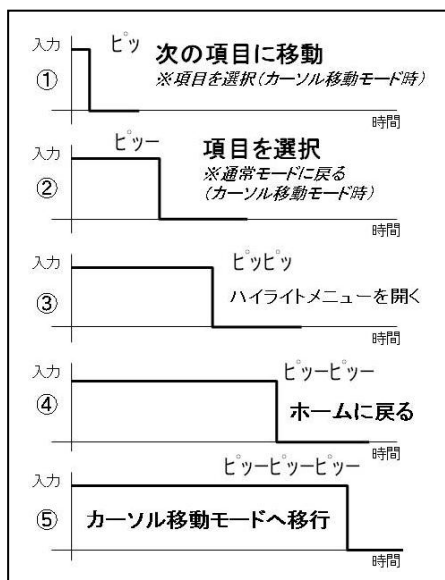 入力 ピッ 次の項目に移動
① ※項目を選択(カーソル移動モード時)
時間
入力 ピッー 項目を選択
② ※通常モードに戻る
(カーソル移動モード時)
時間
入力 ピッピッ
③ ハイライトメニューを開く
時間
入力 ピッーピッー
④ ホームに戻る
時間
入力 ピッーピッーピッー
⑤ カーソル移動モードへ移行
時間